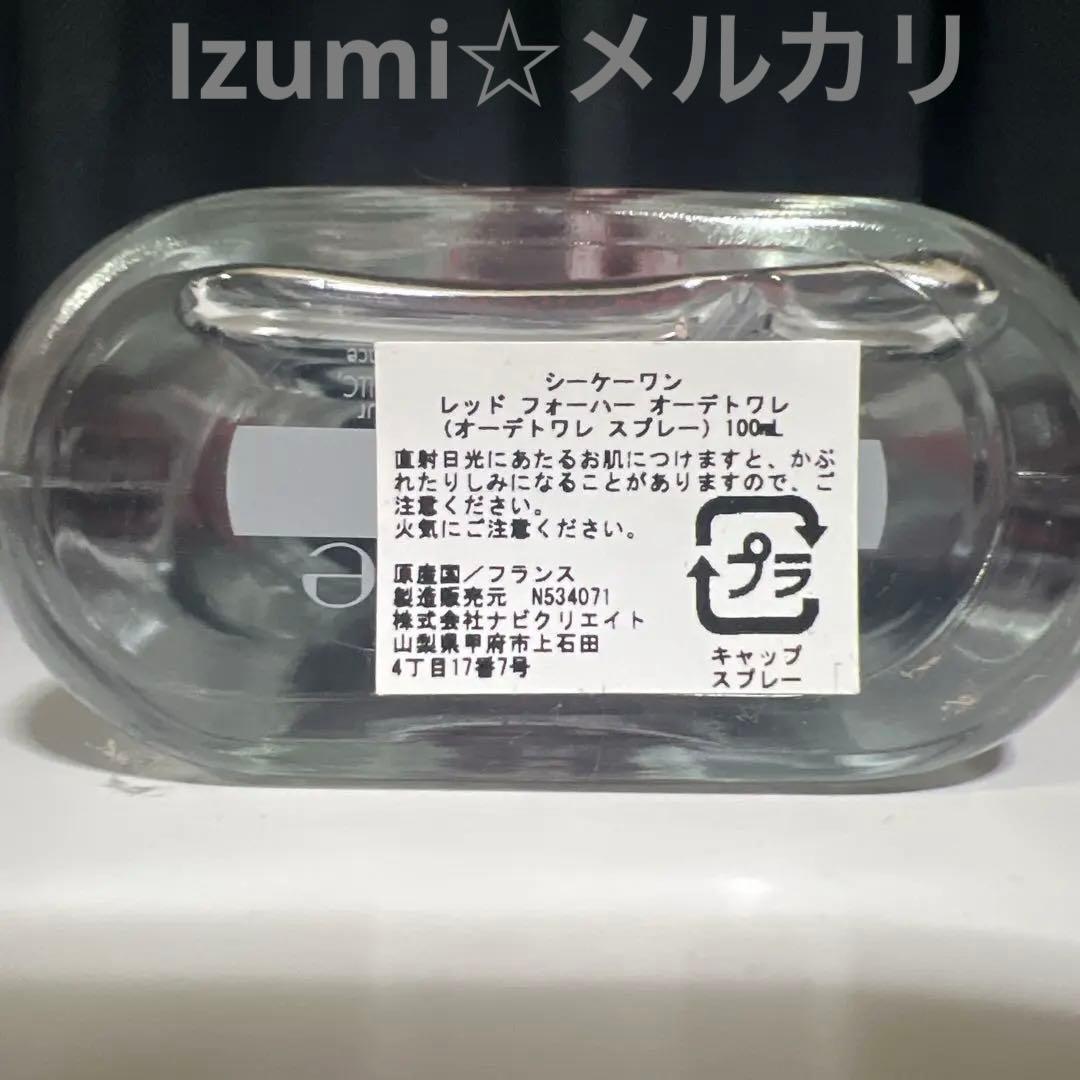 Izumi☆メルカリ
シーケーワン
レッド フォーハー オーデトワレ
(オーデトワレ スプレー) 100mL
直射日光にあたるお肌につけますと、かぶ
れたりしみになることがありますので、ご
注意ください。
火気にご注意ください。
プラ
原産国/フランス
製造販売元 N534071
株式会社ナビクリエイト
山梨県甲府市上石田
4丁目17番7号
キャップ
スプレー
e